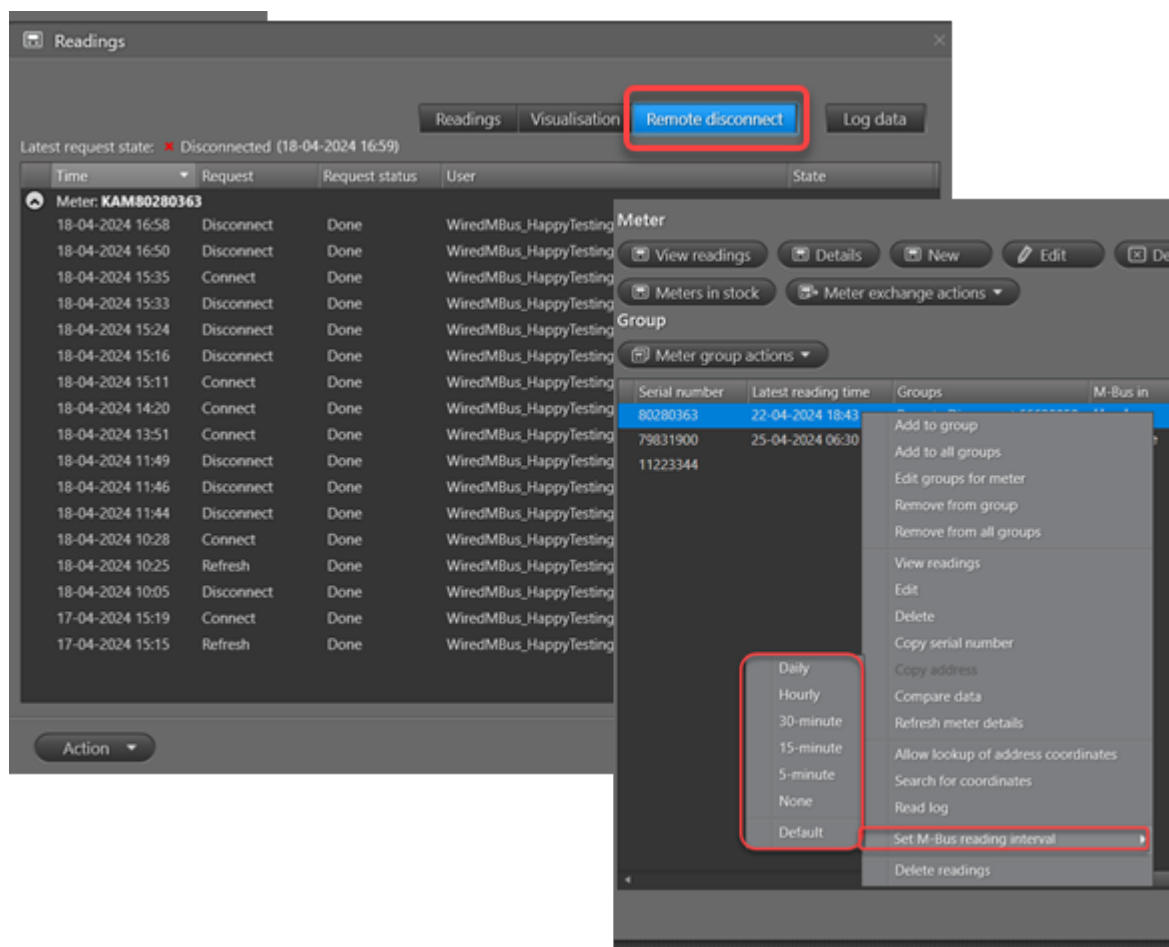 Readings
Readings Visualisation Remote disconnect Log data
Latest request state: Disconnected (18-04-2024 16:59)
Time Request Request status User State
Meter: KAM80280363
18-04-2024 16:58 Disconnect Done WiredMBus_HappyTesting
18-04-2024 16:50 Disconnect Done WiredMBus_HappyTesting
18-04-2024 15:35 Connect Done WiredMBus_HappyTesting
18-04-2024 15:33 Disconnect Done WiredMBus_HappyTesting
18-04-2024 15:24 Disconnect Done WiredMBus_HappyTesting
18-04-2024 15:16 Disconnect Done WiredMBus_HappyTesting
18-04-2024 15:11 Connect Done WiredMBus_HappyTesting
18-04-2024 14:20 Connect Done WiredMBus_HappyTesting
18-04-2024 13:51 Connect Done WiredMBus_HappyTesting
18-04-2024 11:49 Disconnect Done WiredMBus_HappyTesting
18-04-2024 11:46 Disconnect Done WiredMBus_HappyTesting
18-04-2024 11:44 Disconnect Done WiredMBus_HappyTesting
18-04-2024 10:28 Connect Done WiredMBus_HappyTesting
18-04-2024 10:25 Refresh Done WiredMBus_HappyTesting
18-04-2024 10:05 Disconnect Done WiredMBus_HappyTesting
17-04-2024 15:19 Connect Done WiredMBus_HappyTesting
17-04-2024 15:15 Refresh Done WiredMBus_HappyTesting
Action
Meter
View readings Details New Edit De
Meters in stock Meter exchange actions
Group
Meter group actions
Serial number Latest reading time Groups M-Bus in
80280363 22-04-2024 18:43
79831900 25-04-2024 06:30
11223344
Add to group
Add to all groups
Edit groups for meter
Remove from group
Remove from all groups
View readings
Edit
Delete
Copy serial number
Copy address
Compare data
Refresh meter details
Allow lookup of address coordinates
Search for coordinates
Read log
Set M-Bus reading interval
Delete readings
Daily
Hourly
30-minute
15-minute
5-minute
None
Default